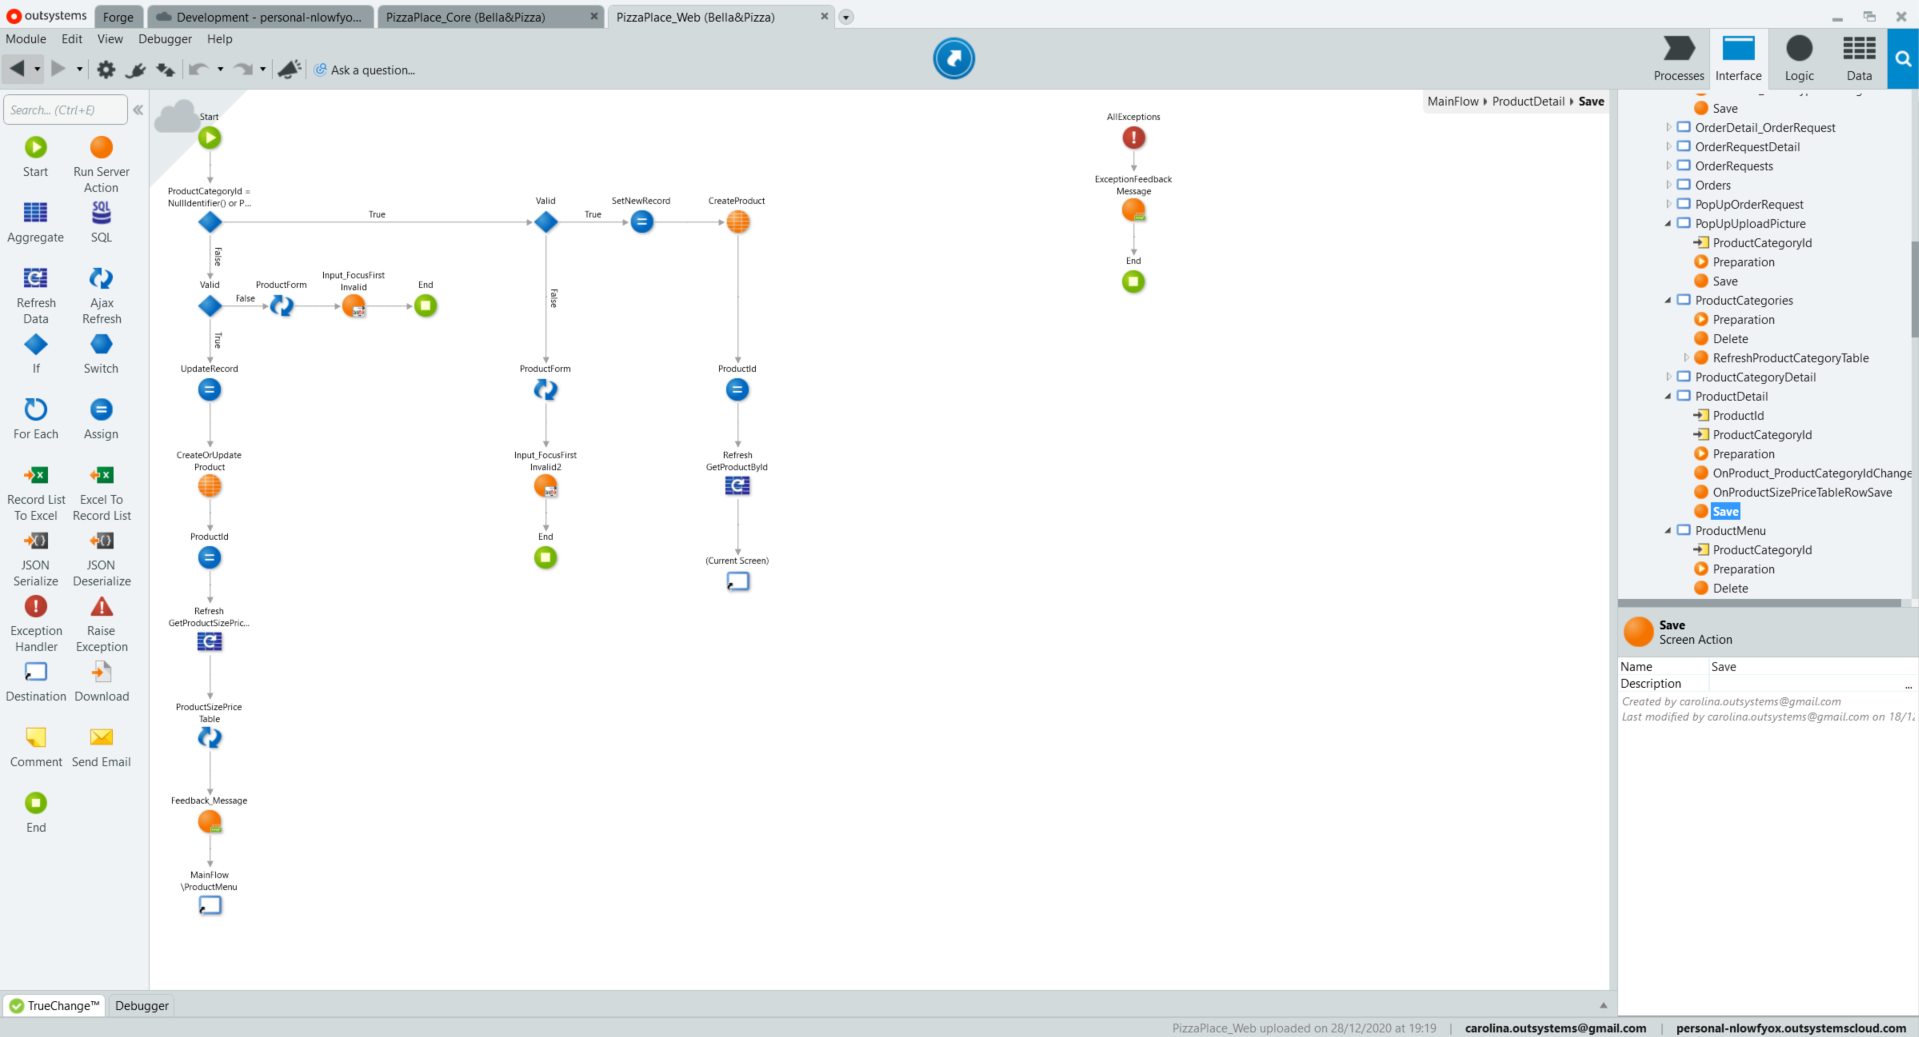 outsystems
Forge
Development - personal-nlowfyo...
PizzaPlace_Core (Bella&Pizza)
PizzaPlace_Web (Bella&Pizza)
Module Edit View Debugger Help
Ask a question...
Processes
Interface
Logic
Data
Search... (Ctrl+E)
Start
Run Server
Action
Aggregate
SQL
Refresh
Data
Ajax
Refresh
If
Switch
For Each
Assign
Record List
To Excel
Excel To
Record List
JSON
Serialize
JSON
Deserialize
Exception
Handler
Raise
Exception
Destination
Download
Comment
Send Email
End
MainFlow ProductDetail Save
Start
ProductCategoryId =
NullIdentifier() or P...
True
False
Valid
False
ProductForm
Input_FocusFirst
Invalid
End
True
UpdateRecord
CreateOrUpdate
Product
ProductId
Refresh
GetProductSizePric...
ProductSizePrice
Table
Feedback_Message
MainFlow
\ProductMenu
Valid
True
SetNewRecord
CreateProduct
False
ProductForm
Input_FocusFirst
Invalid2
End
ProductId
Refresh
GetProductById
(Current Screen)
AllExceptions
ExceptionFeedback
Message
End
Save
OrderDetail_OrderRequest
OrderRequestDetail
OrderRequests
Orders
PopUpOrderRequest
PopUpUploadPicture
ProductCategoryId
Preparation
Save
ProductCategories
Preparation
Delete
RefreshProductCategoryTable
ProductCategoryDetail
ProductDetail
ProductId
ProductCategoryId
Preparation
OnProduct_ProductCategoryIdChange
OnProductSizePriceTableRowSave
Save
ProductMenu
ProductCategoryId
Preparation
Delete
Save
Screen Action
Name Save
Description ...
Created by carolina.outsystems@gmail.com
Last modified by carolina.outsystems@gmail.com on 18/1
TrueChange™
Debugger
PizzaPlace_Web uploaded on 28/12/2020 at 19:19 | carolina.outsystems@gmail.com | personal-nlowfyox.outsystemscloud.com